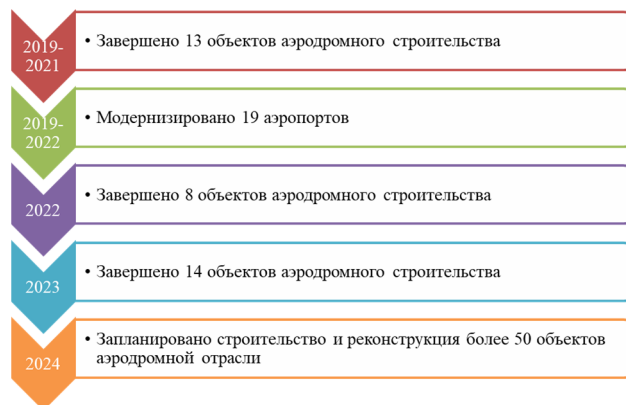 2019-
2021
• Завершено 13 объектов аэродромного строительства
2019-
2022
• Модернизировано 19 аэропортов
2022
• Завершено 8 объектов аэродромного строительства
2023
• Завершено 14 объектов аэродромного строительства
2024
• Запланировано строительство и реконструкция более 50 объектов
аэродромной отрасли